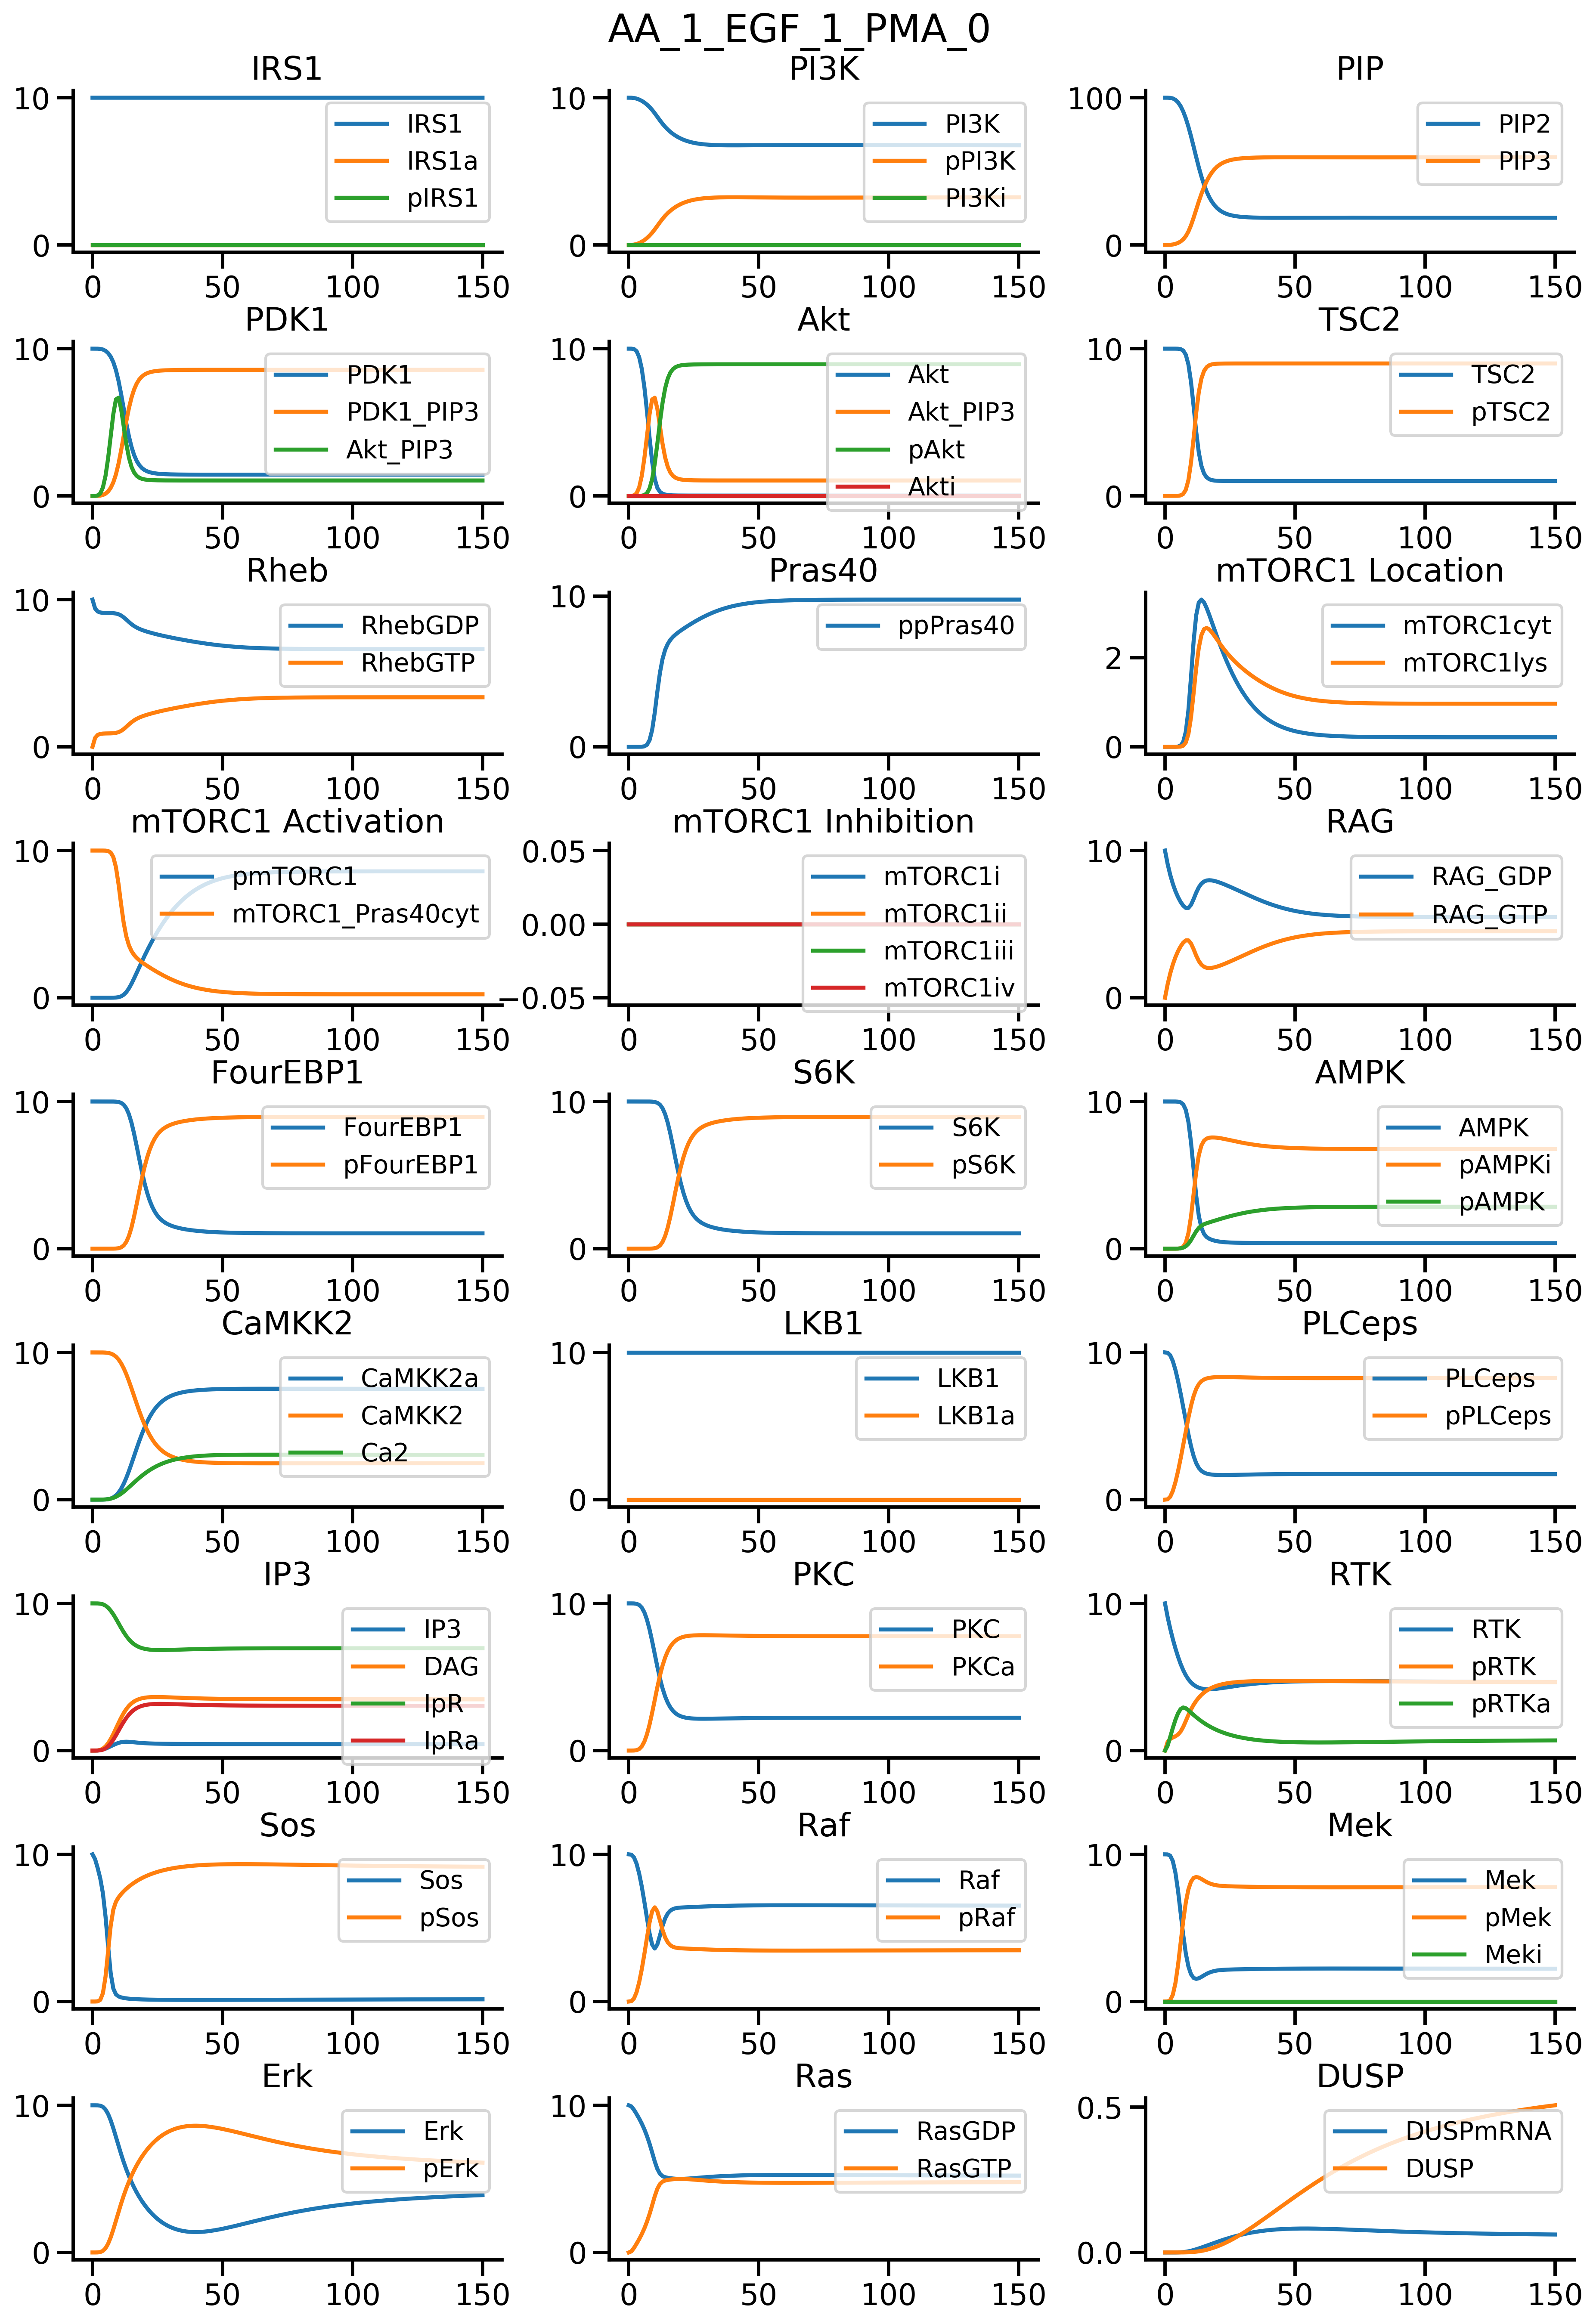 AA_1_EGF_1_PMA_0
IRS1
10
0
0 50 100 150
IRS1
IRS1a
pIRS1
PI3K
10
0
0 50 100 150
PI3K
pPI3K
PI3Ki
PIP
100
0
0 50 100 150
PIP2
PIP3
PDK1
10
0
0 50 100 150
PDK1
PDK1_PIP3
Akt_PIP3
Akt
10
0
0 50 100 150
Akt
Akt_PIP3
pAkt
Akti
TSC2
10
0
0 50 100 150
TSC2
pTSC2
Rheb
10
0
0 50 100 150
RhebGDP
RhebGTP
Pras40
10
0
0 50 100 150
ppPras40
mTORC1 Location
2
0
0 50 100 150
mTORC1cyt
mTORC1lys
mTORC1 Activation
10
0
0 50 100 150
pmTORC1
mTORC1_Pras40cyt
mTORC1 Inhibition
0.05
0.00
−0.05
0 50 100 150
mTORC1i
mTORC1ii
mTORC1iii
mTORC1iv
RAG
10
0
0 50 100 150
RAG_GDP
RAG_GTP
FourEBP1
10
0
0 50 100 150
FourEBP1
pFourEBP1
S6K
10
0
0 50 100 150
S6K
pS6K
AMPK
10
0
0 50 100 150
AMPK
pAMPKi
pAMPK
CaMKK2
10
0
0 50 100 150
CaMKK2a
CaMKK2
Ca2
LKB1
10
0
0 50 100 150
LKB1
LKB1a
PLCeps
10
0
0 50 100 150
PLCeps
pPLCeps
IP3
10
0
0 50 100 150
IP3
DAG
IpR
IpRa
PKC
10
0
0 50 100 150
PKC
PKCa
RTK
10
0
0 50 100 150
RTK
pRTK
pRTKa
Sos
10
0
0 50 100 150
Sos
pSos
Raf
10
0
0 50 100 150
Raf
pRaf
Mek
10
0
0 50 100 150
Mek
pMek
Meki
Erk
10
0
0 50 100 150
Erk
pErk
Ras
10
0
0 50 100 150
RasGDP
RasGTP
DUSP
0.5
0.0
0 50 100 150
DUSPmRNA
DUSP